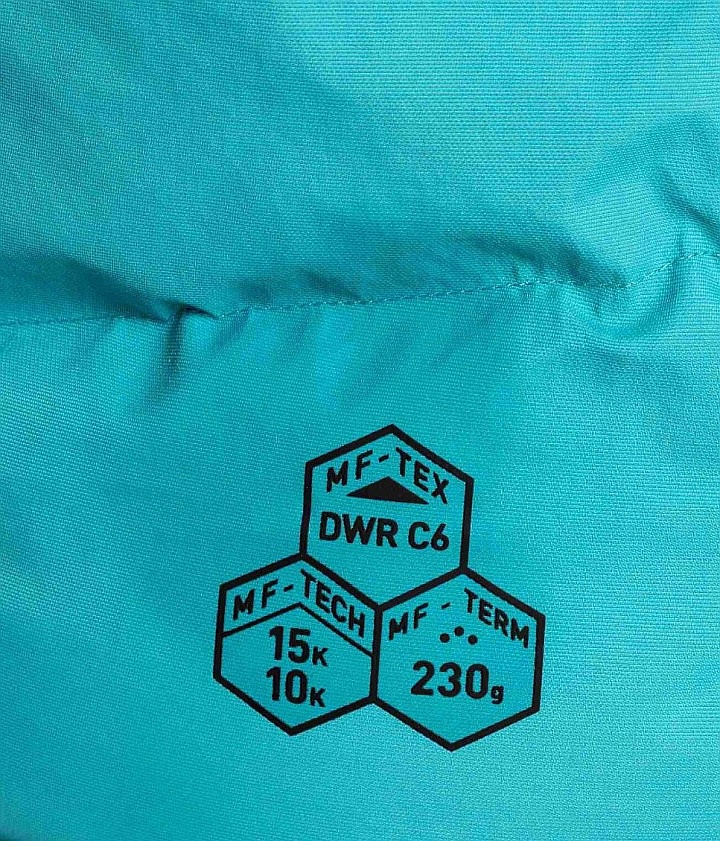 MF-TEX
DWR C6
MF-TECH
15K
10K
MF - TERM
230g